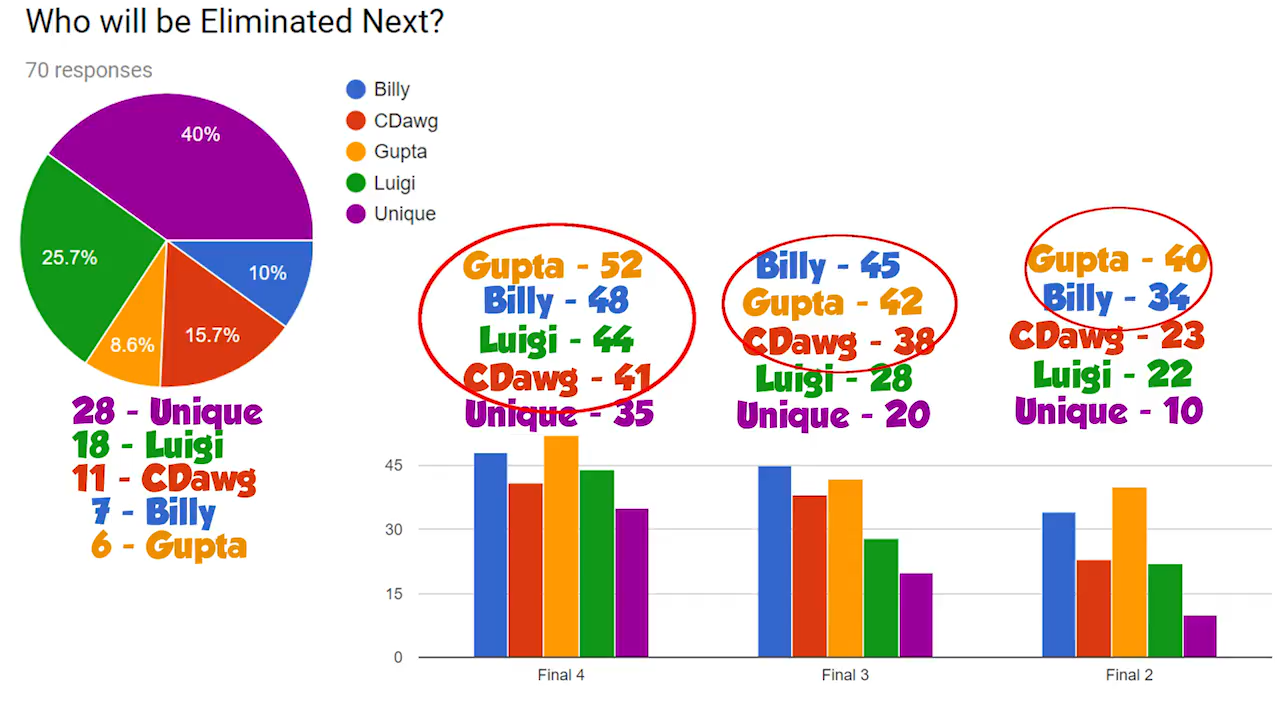 Who will be Eliminated Next?
70 responses
Billy
CDawg
Gupta
Luigi
Unique
40%
25.7%
10%
15.7%
8.6%
28 - Unique
18 - Luigi
11 - CDawg
7 - Billy
6 - Gupta
Gupta - 52
Billy - 48
Luigi - 44
CDawg - 41
Unique - 35
Billy - 45
Gupta - 42
CDawg - 38
Luigi - 28
Unique - 20
Gupta - 40
Billy - 34
CDawg - 23
Luigi - 22
Unique - 10
45
30
15
0
Final 4
Final 3
Final 2